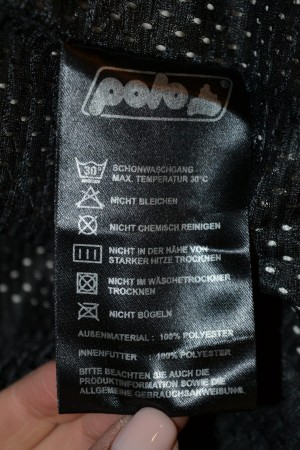 polo
30°
SCHONWASCHGANG
MAX. TEMPERATUR 30°C
NICHT BLEICHEN
NICHT CHEMISCH REINIGEN
NICHT IN DER NÄHE VON
STARKER HITZE TROCKNEN
NICHT IM WÄSCHETROCKNER
TROCKNEN
NICHT BÜGELN
AUßENMATERIAL : 100% POLYESTER
INNENFUTTER : 100% POLYESTER
BITTE BEACHTEN SIE AUCH DIE
PRODUKTINFORMATION SOWIE DIE
ALLGEMEINE GEBRAUCHSANWEIBUNG.